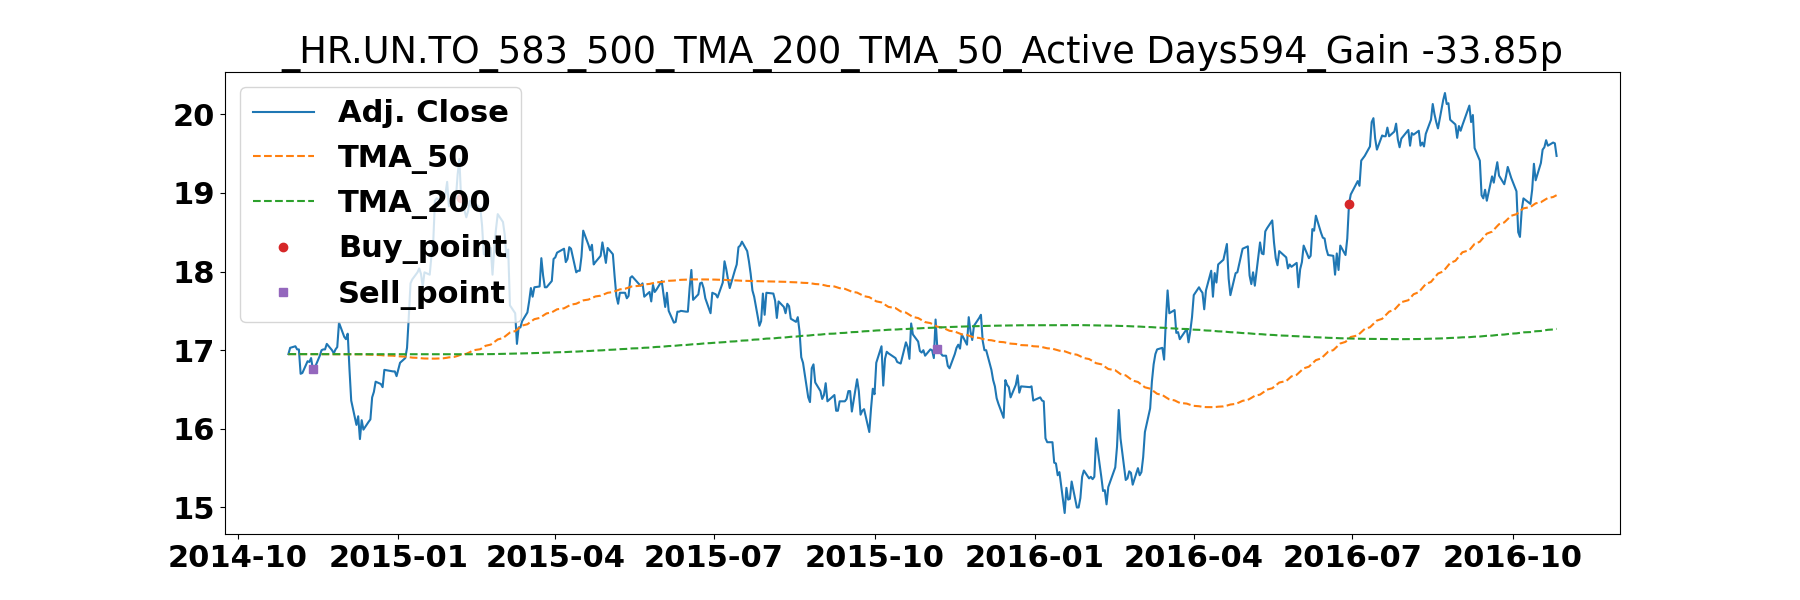 _HR.UN.TO_583_500_TMA_200_TMA_50_Active Days594_Gain -33.85p
Adj. Close
TMA_50
TMA_200
Buy_point
Sell_point
20
19
18
17
16
15
2014-10 2015-01 2015-04 2015-07 2015-10 2016-01 2016-04 2016-07 2016-10